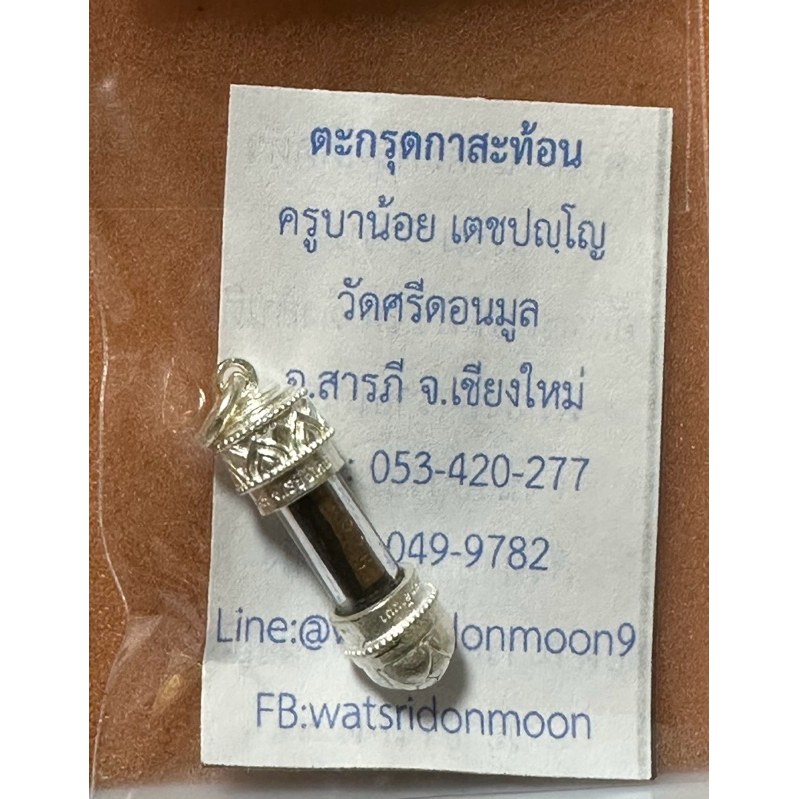 ตะกรุดกาสะท้อน
ครูบาน้อย เตชปญฺโญ
วัดศรีดอนมูล
อ.สารภี จ.เชียงใหม่
: 053-420-277
049-9782
Line:@ donmoon9
FB:watsridonmoon